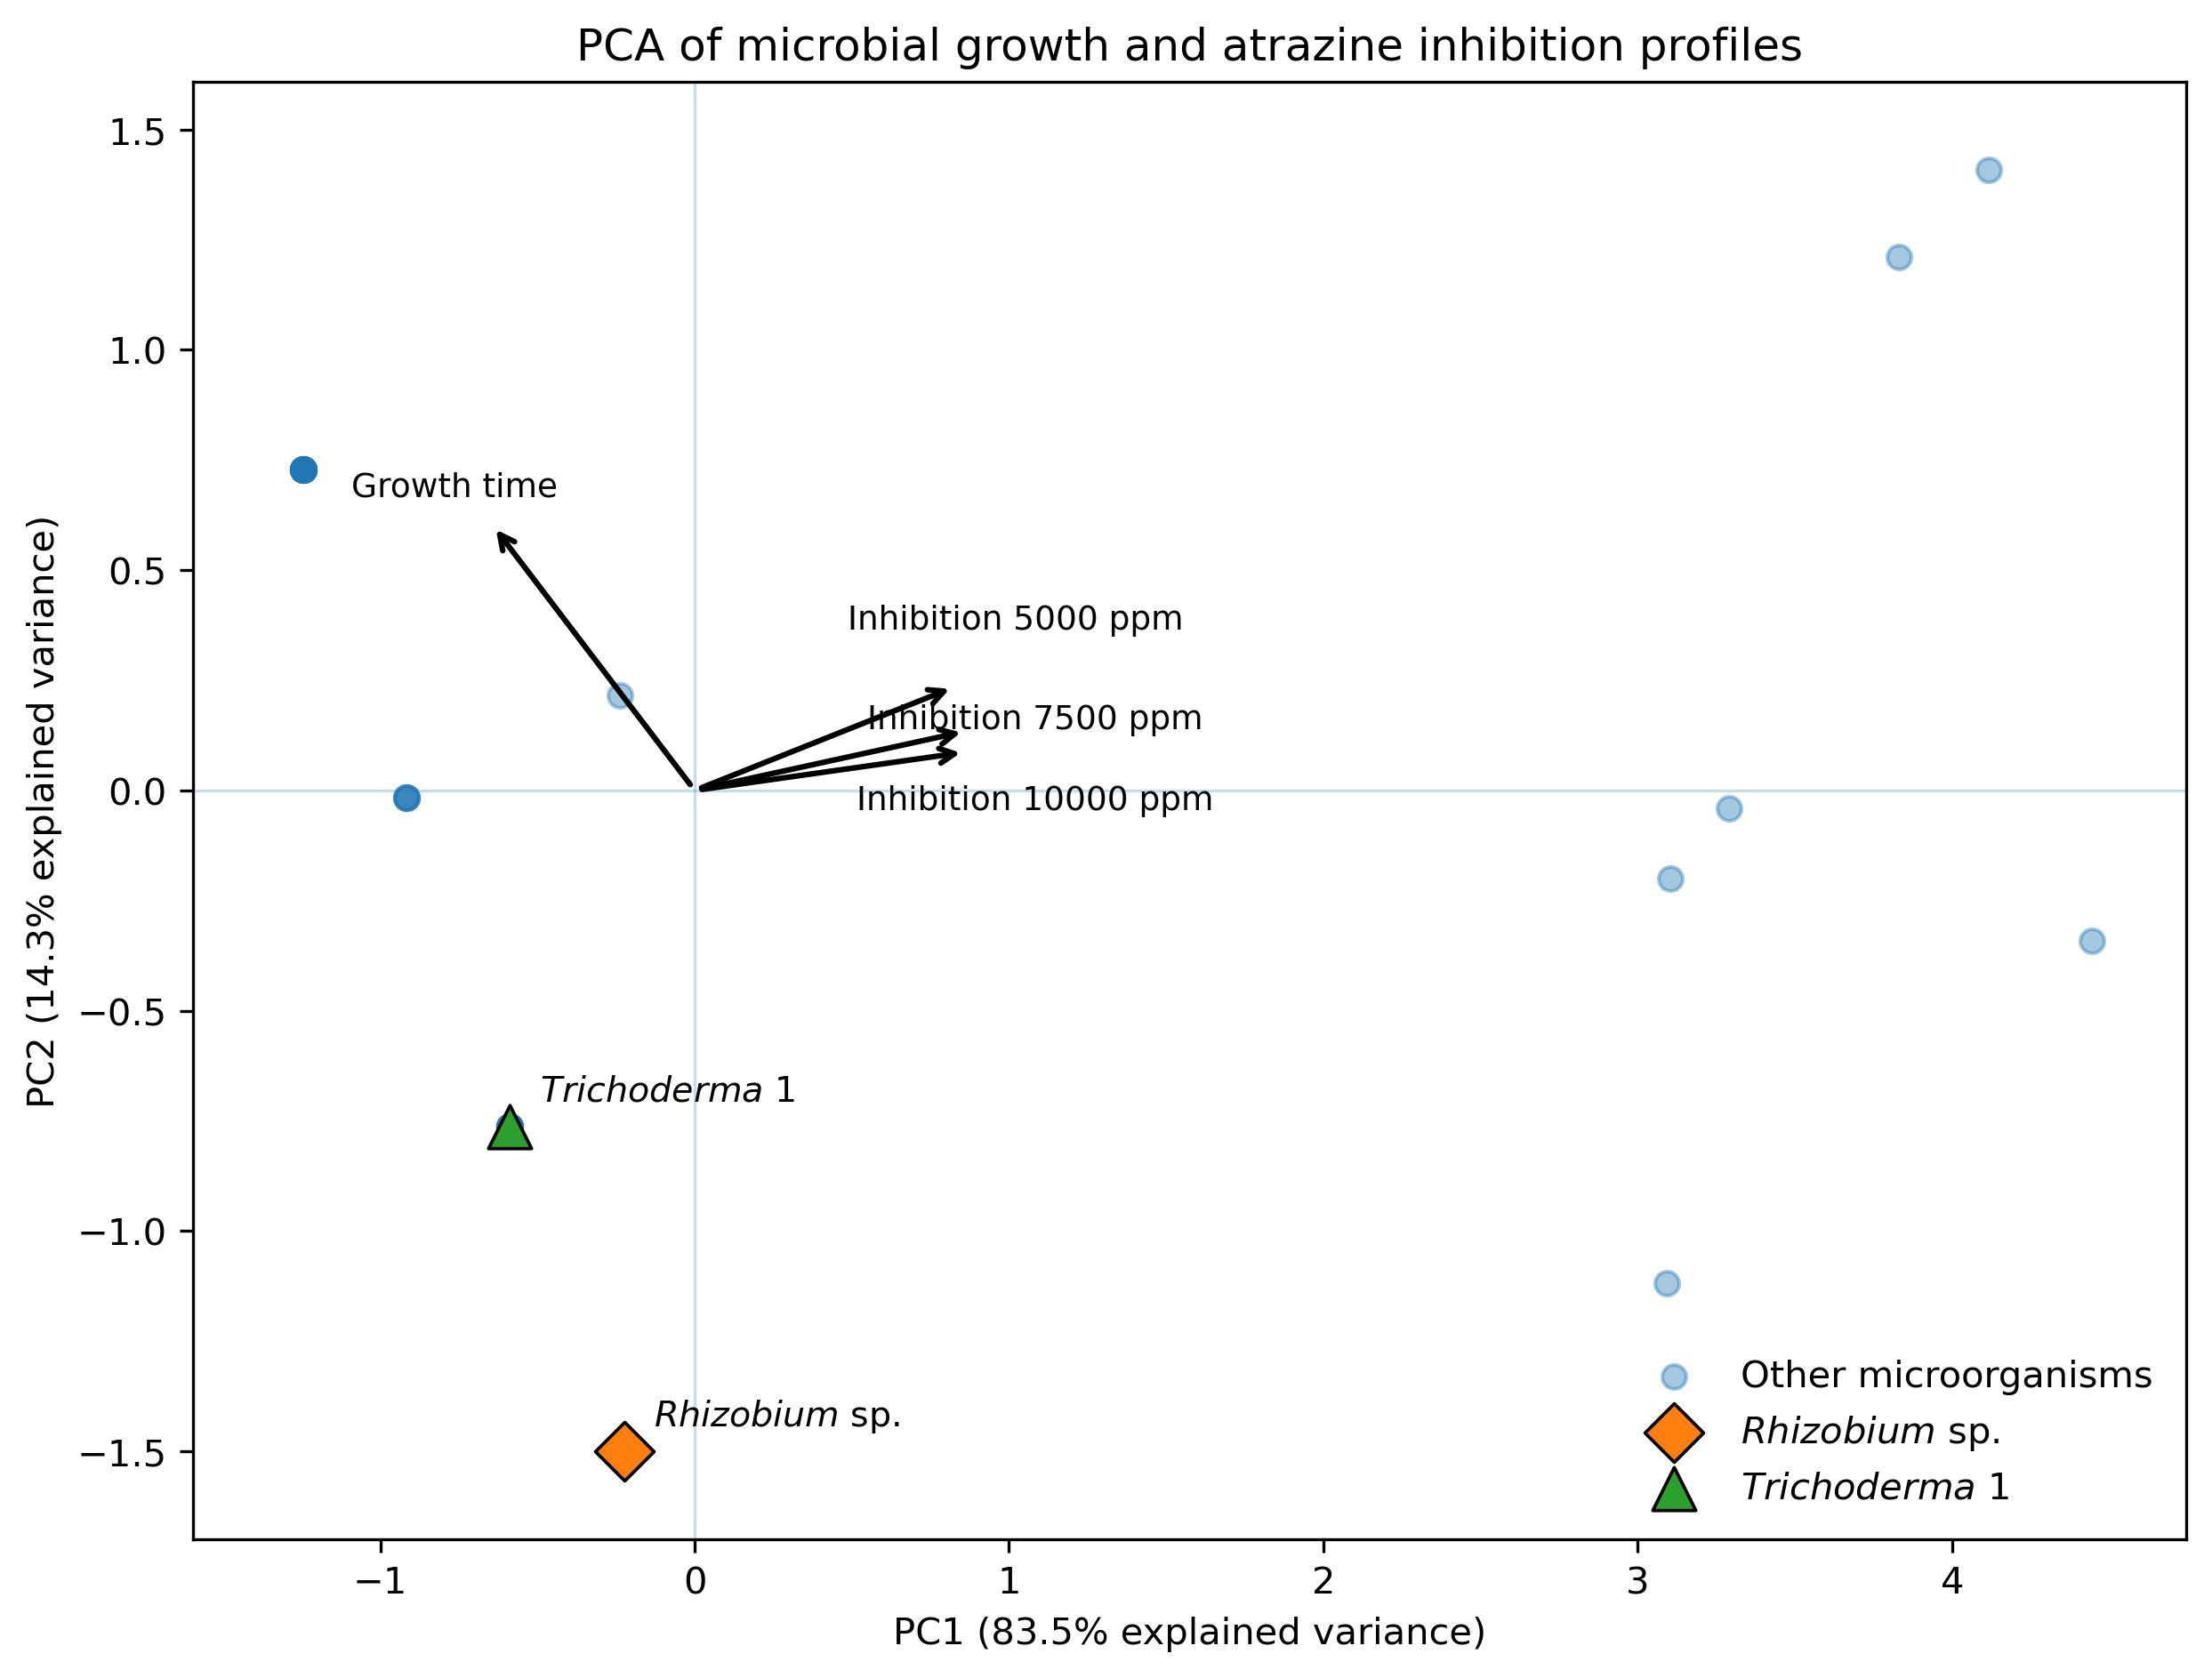 PCA of microbial growth and atrazine inhibition profiles
PC2 (14.3% explained variance)
1.5
1.0
0.5
0.0
−0.5
−1.0
−1.5
Growth time
Inhibition 5000 ppm
Inhibition 7500 ppm
Inhibition 10000 ppm
Trichoderma 1
Rhizobium sp.
Other microorganisms
Rhizobium sp.
Trichoderma 1
−1
0
1
2
3
4
PC1 (83.5% explained variance)